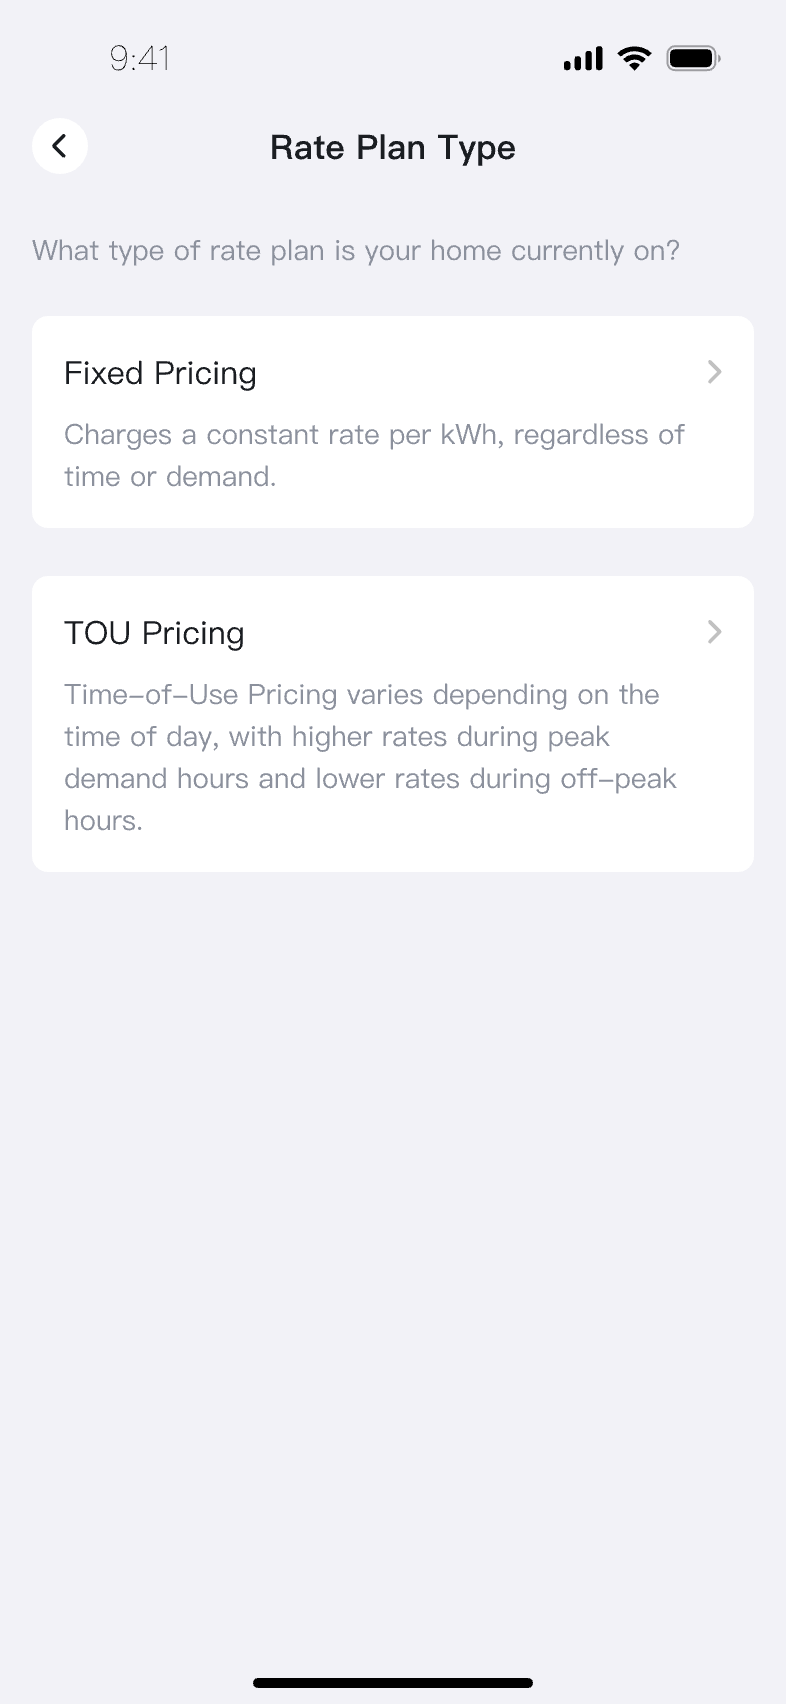 9:41
Rate Plan Type
What type of rate plan is your home currently on?
Fixed Pricing
Charges a constant rate per kWh, regardless of
time or demand.
TOU Pricing
Time-of-Use Pricing varies depending on the
time of day, with higher rates during peak
demand hours and lower rates during off-peak
hours.